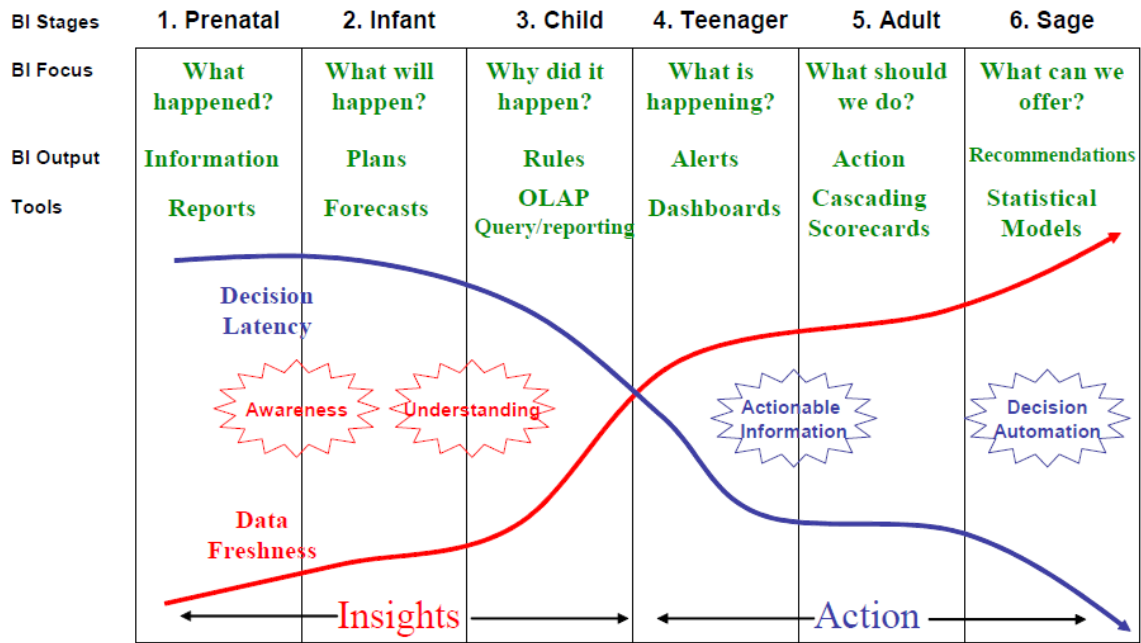 BI Stages 1. Prenatal 2. Infant 3. Child 4. Teenager 5. Adult 6. Sage
BI Focus What What will Why did it What is What should What can we
happened? happen? happen? happening? we do? offer?
BI Output Information Plans Rules Alerts Action Recommendations
Tools Reports Forecasts OLAP Dashboards Cascading Statistical
Query/reporting Scorecards Models
Decision
Latency
Awareness Understanding Actionable Decision
Information Automation
Data
Freshness
Insights Action